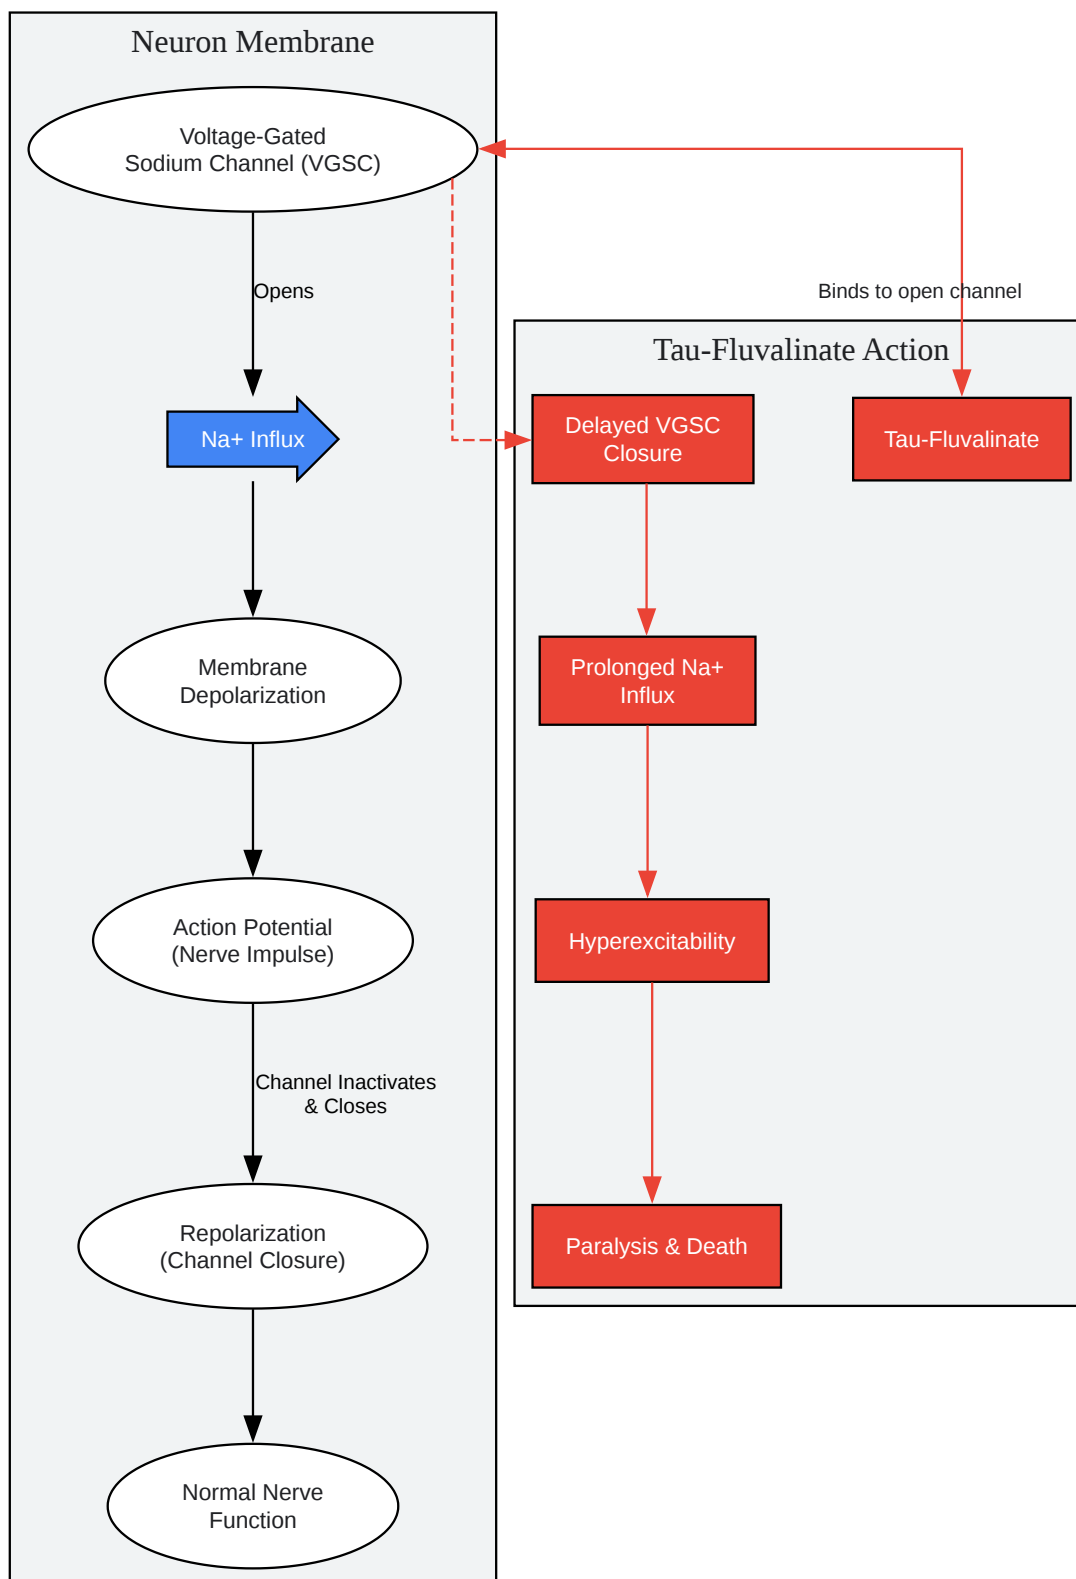 Neuron Membrane
Voltage-Gated
Sodium Channel (VGSC)
Opens
Na+ Influx
Membrane
Depolarization
Action Potential
(Nerve Impulse)
Channel Inactivates
& Closes
Repolarization
(Channel Closure)
Normal Nerve
Function
Binds to open channel
Tau-Fluvalinate Action
Delayed VGSC
Closure
Tau-Fluvalinate
Prolonged Na+
Influx
Hyperexcitability
Paralysis & Death